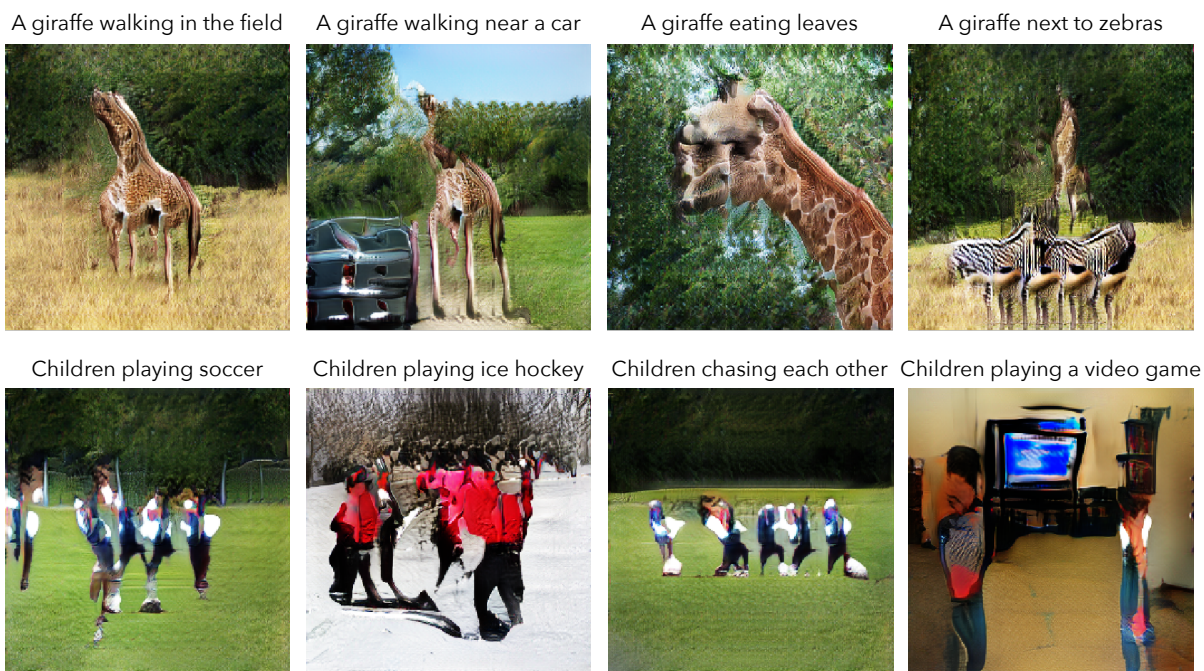 A giraffe walking in the field
A giraffe walking near a car
A giraffe eating leaves
A giraffe next to zebras
Children playing soccer
Children playing ice hockey
Children chasing each other
Children playing a video game